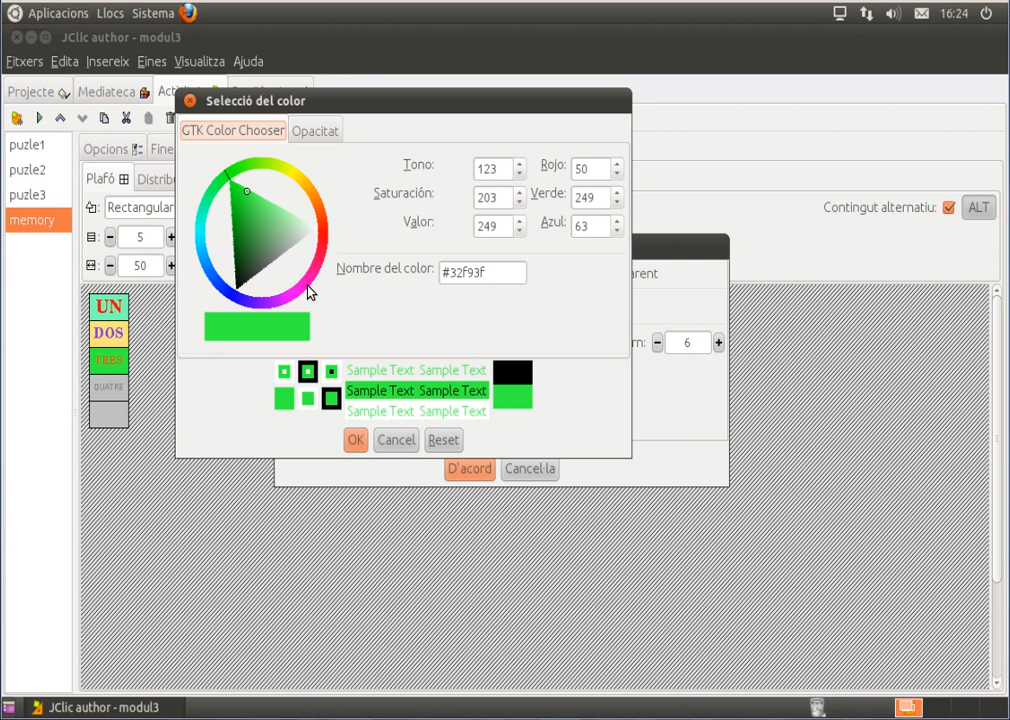 Aplicacions Llocs Sistema 16:24
JClic author - modul3
Fitxers Edita Insereix Eines Visualitza Ajuda
Projecte Mediateca
Selecció del color
GTK Color Chooser Opacitat
puzle1
puzle2
puzle3
memory
Opcions
Plafó
Rectangular
5
50
Tono: 123 Rojo: 50
Saturación: 203 Verde: 249
Valor: 249 Azul: 63
Nombre del color: #32f93f
Contingut alternatiu: ALT
6
UN
DOS
TRES
QUATRE
Sample Text Sample Text
Sample Text Sample Text
Sample Text Sample Text
OK Cancel Reset
D'acord Cancel·la
JClic author - modul3